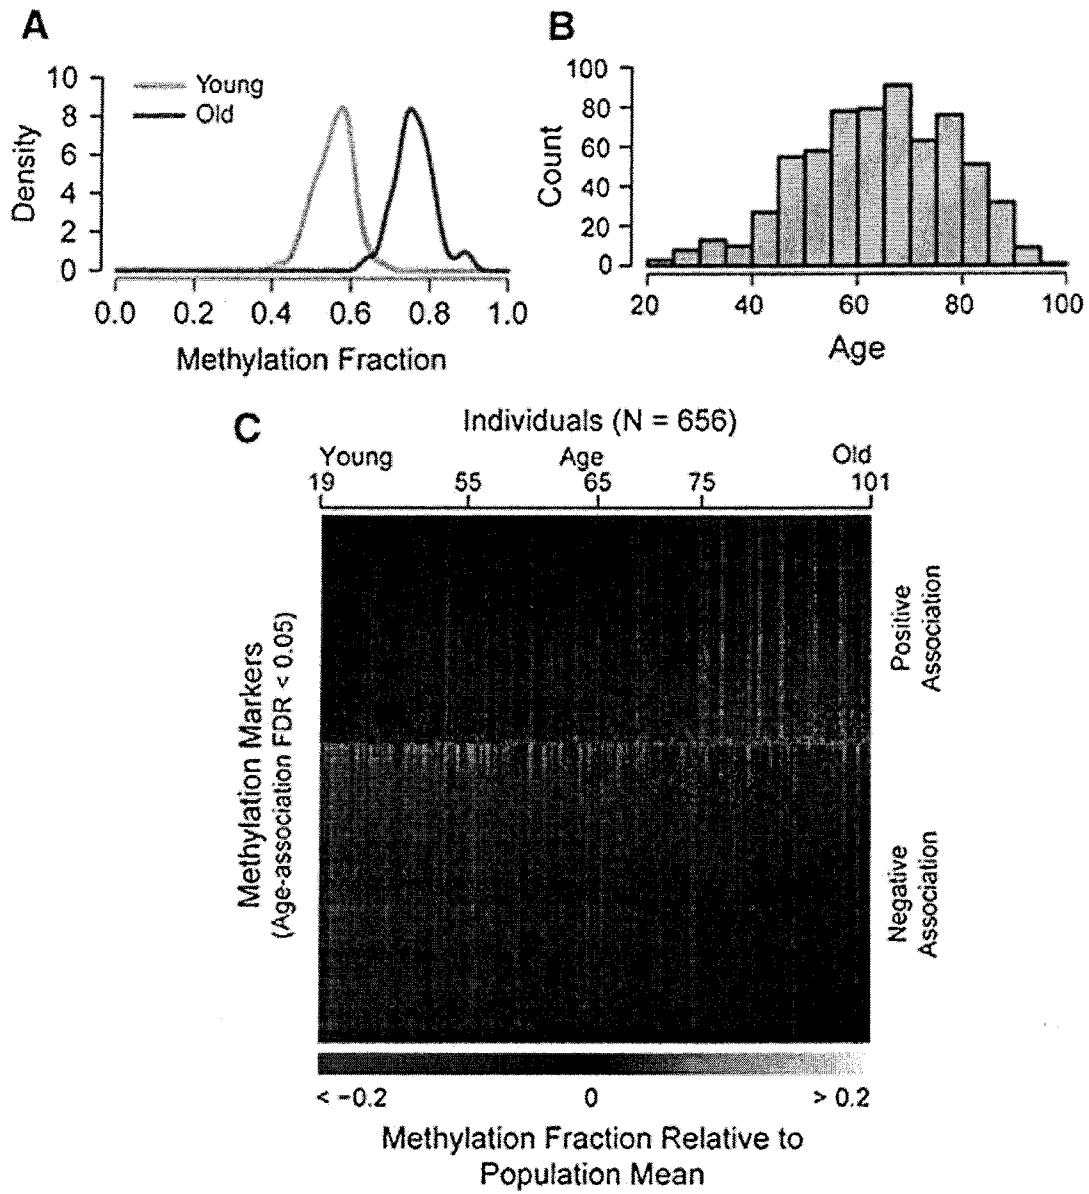 A
10
8
6
4
2
0
Density
Young
Old
0.0 0.2 0.4 0.6 0.8 1.0
Methylation Fraction
B
100
80
60
40
20
0
Count
20 40 60 80 100
Age
C
Individuals (N = 656)
Young Age Old
19 55 65 75 101
Methylation Markers
(Age-association FDR < 0.05)
Positive
Association
Negative
Association
< −0.2 0 > 0.2
Methylation Fraction Relative to
Population Mean